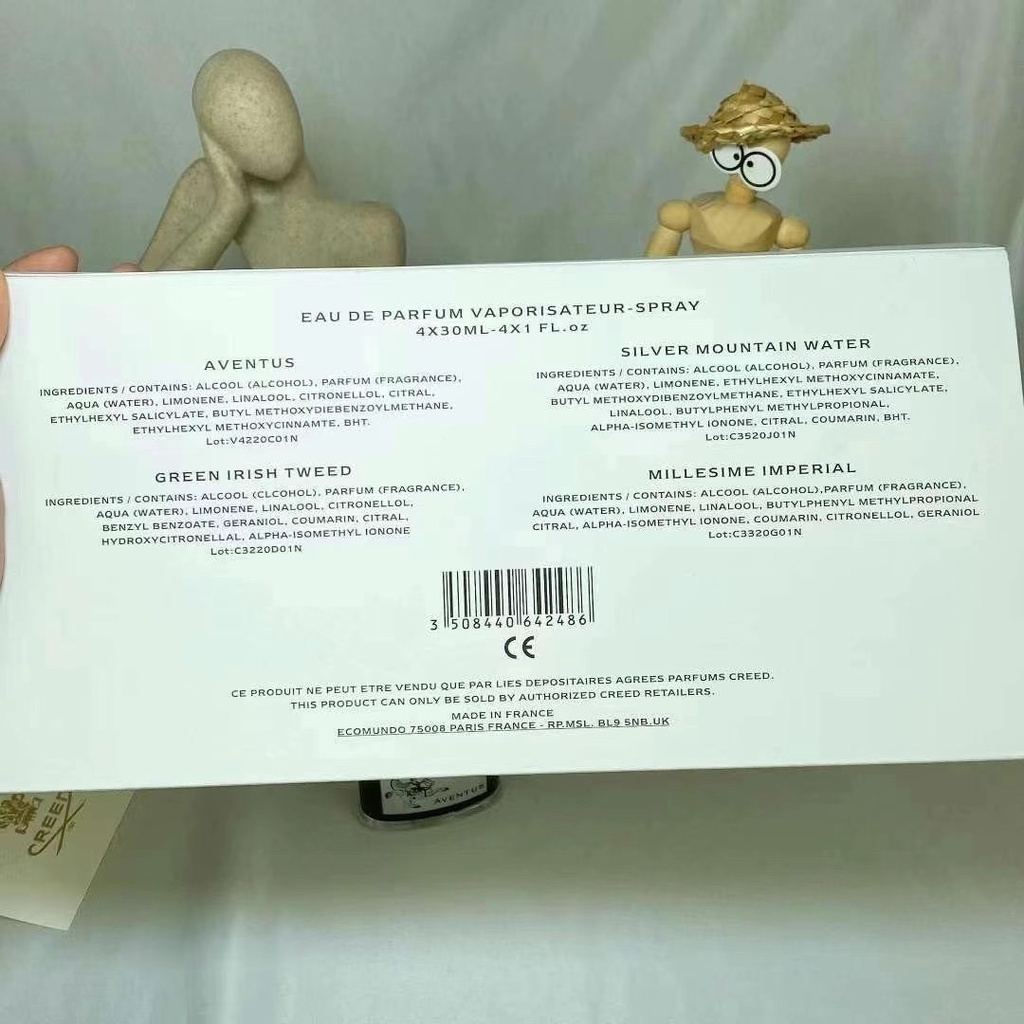 EAU DE PARFUM VAPORISATEUR-SPRAY
4X30ML-4X1 FL.oz
AVENTUS
INGREDIENTS / CONTAINS: ALCOOL (ALCOHOL), PARFUM (FRAGRANCE),
AQUA (WATER), LIMONENE, LINALOOL, CITRONELLOL, CITRAL,
ETHYLHEXYL SALICYLATE, BUTYL METHOXYDIEBENZOYLMETHANE,
ETHYLHEXYL METHOXYCINNAMTE, BHT.
Lot:V4220C01N
SILVER MOUNTAIN WATER
INGREDIENTS / CONTAINS: ALCOOL (ALCOHOL), PARFUM (FRAGRANCE),
AQUA (WATER), LIMONENE, ETHYLHEXYL METHOXYCINNAMATE,
BUTYL METHOXYDIBENZOYLMETHANE, ETHYLHEXYL SALICYLATE,
LINALOOL, BUTYLPHENYL METHYLPROPIONAL,
ALPHA-ISOMETHYL IONONE, CITRAL, COUMARIN, BHT.
Lot:C3520J01N
GREEN IRISH TWEED
INGREDIENTS / CONTAINS: ALCOOL (CLCOHOL), PARFUM (FRAGRANCE),
AQUA (WATER), LIMONENE, LINALOOL, CITRONELLOL,
BENZYL BENZOATE, GERANIOL, COUMARIN, CITRAL,
HYDROXYCITRONELLAL, ALPHA-ISOMETHYL IONONE
Lot:C3220D01N
MILLESIME IMPERIAL
INGREDIENTS / CONTAINS: ALCOOL (ALCOHOL),PARFUM (FRAGRANCE),
AQUA (WATER), LIMONENE, LINALOOL, BUTYLPHENYL METHYLPROPIONAL
CITRAL, ALPHA-ISOMETHYL IONONE, COUMARIN, CITRONELLOL, GERANIOL
Lot:C3320G01N
3 508440 642486
CE
CE PRODUIT NE PEUT ETRE VENDU QUE PAR LIES DEPOSITAIRES AGREES PARFUMS CREED.
THIS PRODUCT CAN ONLY BE SOLD BY AUTHORIZED CREED RETAILERS.
MADE IN FRANCE
ECOMUNDO 75008 PARIS FRANCE - RP.MSL. BL9 5NB.UK
AVENTUS
CREED